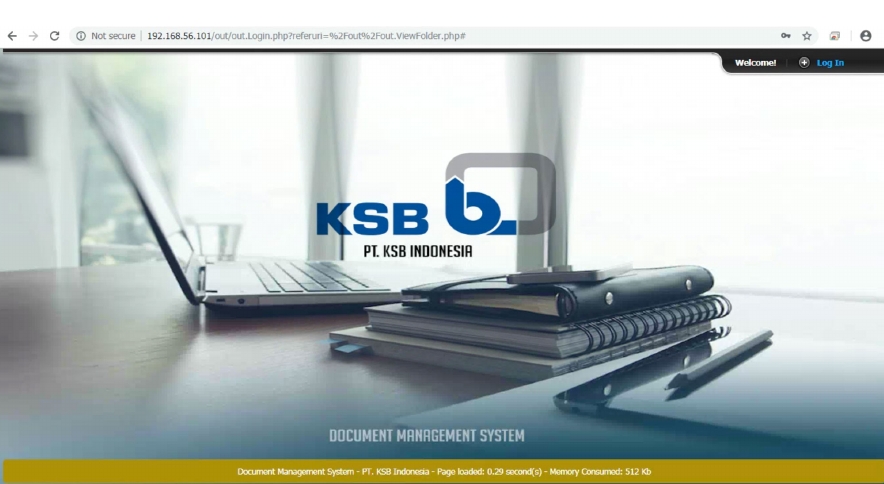 Not secure | 192.168.56.101/out/out.Login.php?referuri=%2Fout%2Fout.ViewFolder.php#
Welcome! Log In
KSB b
PT. KSB INDONESIA
DOCUMENT MANAGEMENT SYSTEM
Document Management System - PT. KSB Indonesia - Page loaded: 0.29 second(s) - Memory Consumed: 512 Kb